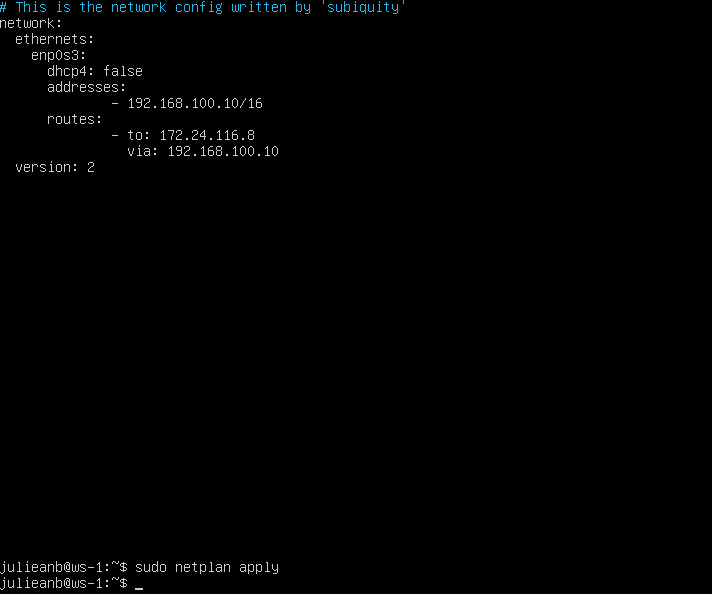 # This is the network config written by 'subiquity'
network:
  ethernets:
    enp0s3:
      dhcp4: false
      addresses:
              - 192.168.100.10/16
      routes:
              - to: 172.24.116.8
                via: 192.168.100.10
  version: 2
julieanb@ws-1:~$ sudo netplan apply
julieanb@ws-1:~$ _